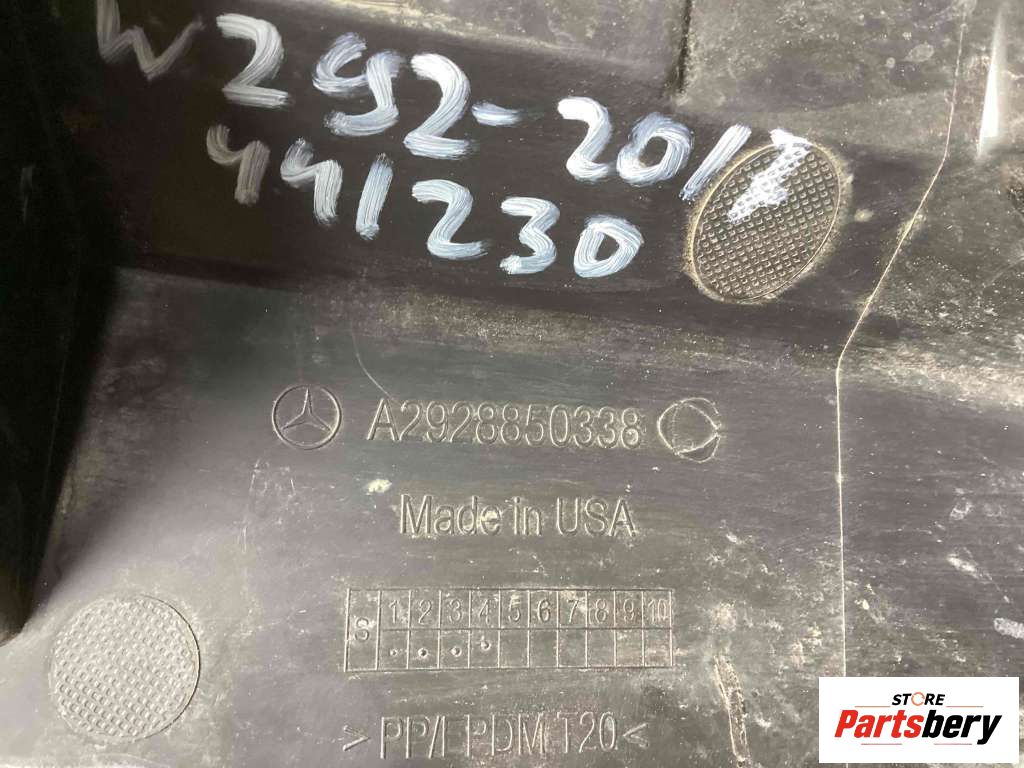 W292-2017
441230
A2928850338
Made in USA
S 1 2 3 4 5 6 7 8 9 10
>PP/EPDM T20<
STORE
Partsbery